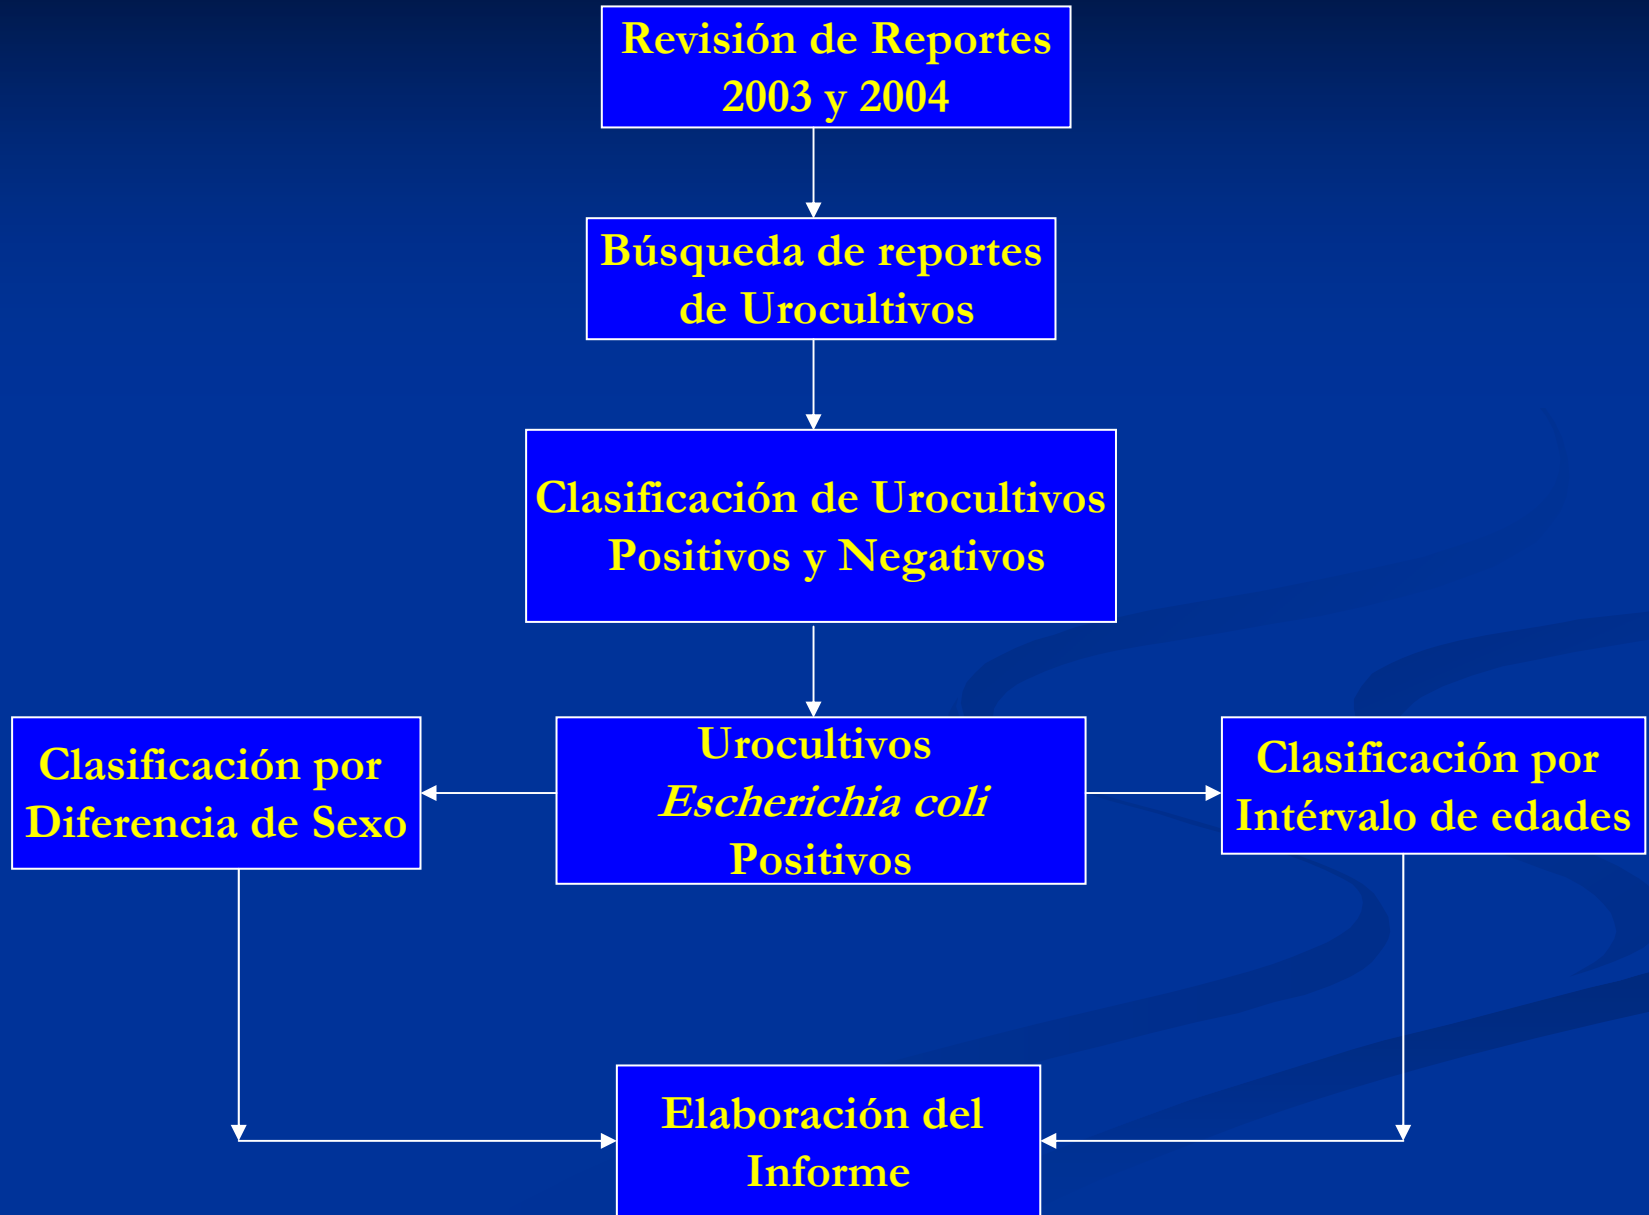 Revisión de Reportes
2003 y 2004
Búsqueda de reportes
de Urocultivos
Clasificación de Urocultivos
Positivos y Negativos
Clasificación por
Diferencia de Sexo
Urocultivos
Escherichia coli
Positivos
Clasificación por
Intérvalo de edades
Elaboración del
Informe